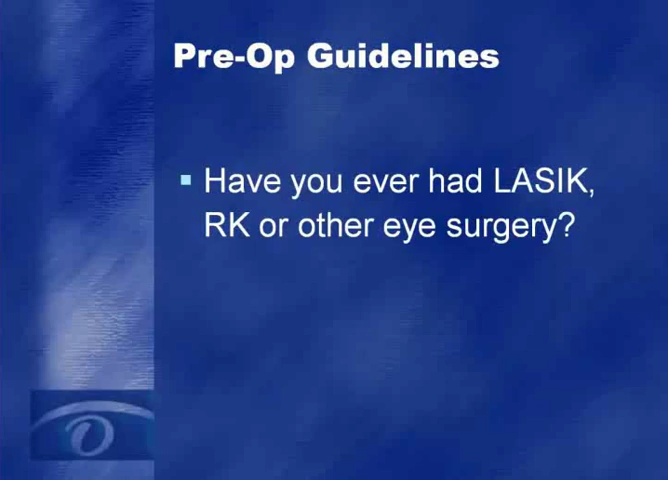 Pre-Op Guidelines
Have you ever had LASIK,
RK or other eye surgery?